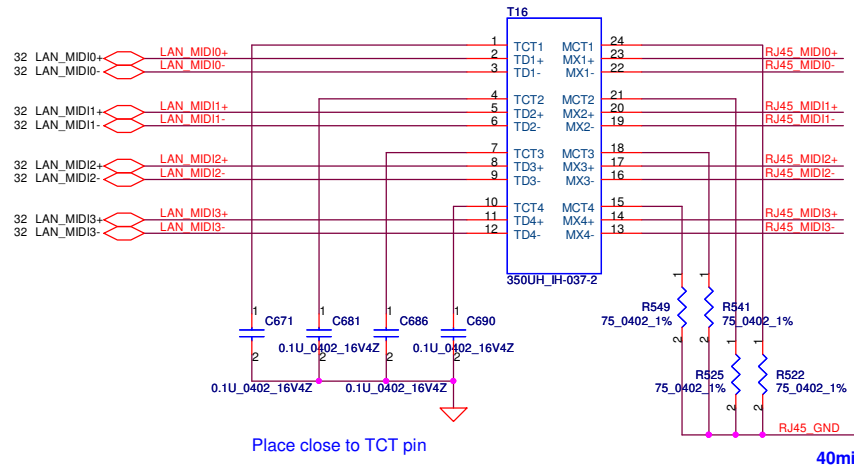 T16
1 TCT1 MCT1 24
32 LAN_MIDI0+ LAN_MIDI0+ 2 TD1+ MX1+ 23 RJ45_MIDI0+
32 LAN_MIDI0- LAN_MIDI0- 3 TD1- MX1- 22 RJ45_MIDI0-
4 TCT2 MCT2 21
32 LAN_MIDI1+ LAN_MIDI1+ 5 TD2+ MX2+ 20 RJ45_MIDI1+
32 LAN_MIDI1- LAN_MIDI1- 6 TD2- MX2- 19 RJ45_MIDI1-
7 TCT3 MCT3 18
32 LAN_MIDI2+ LAN_MIDI2+ 8 TD3+ MX3+ 17 RJ45_MIDI2+
32 LAN_MIDI2- LAN_MIDI2- 9 TD3- MX3- 16 RJ45_MIDI2-
10 TCT4 MCT4 15
32 LAN_MIDI3+ LAN_MIDI3+ 11 TD4+ MX4+ 14 RJ45_MIDI3+
32 LAN_MIDI3- LAN_MIDI3- 12 TD4- MX4- 13 RJ45_MIDI3-
350UH_IH-037-2
1 1
R549 R541
75_0402_1% 75_0402_1%
2 2
1 1 1 1
C671 C681 C686 C690
2 2 2 2
0.1U_0402_16V4Z 0.1U_0402_16V4Z
0.1U_0402_16V4Z 0.1U_0402_16V4Z
1 1
R525 R522
75_0402_1% 75_0402_1%
2 2
RJ45_GND
Place close to TCT pin
40mi